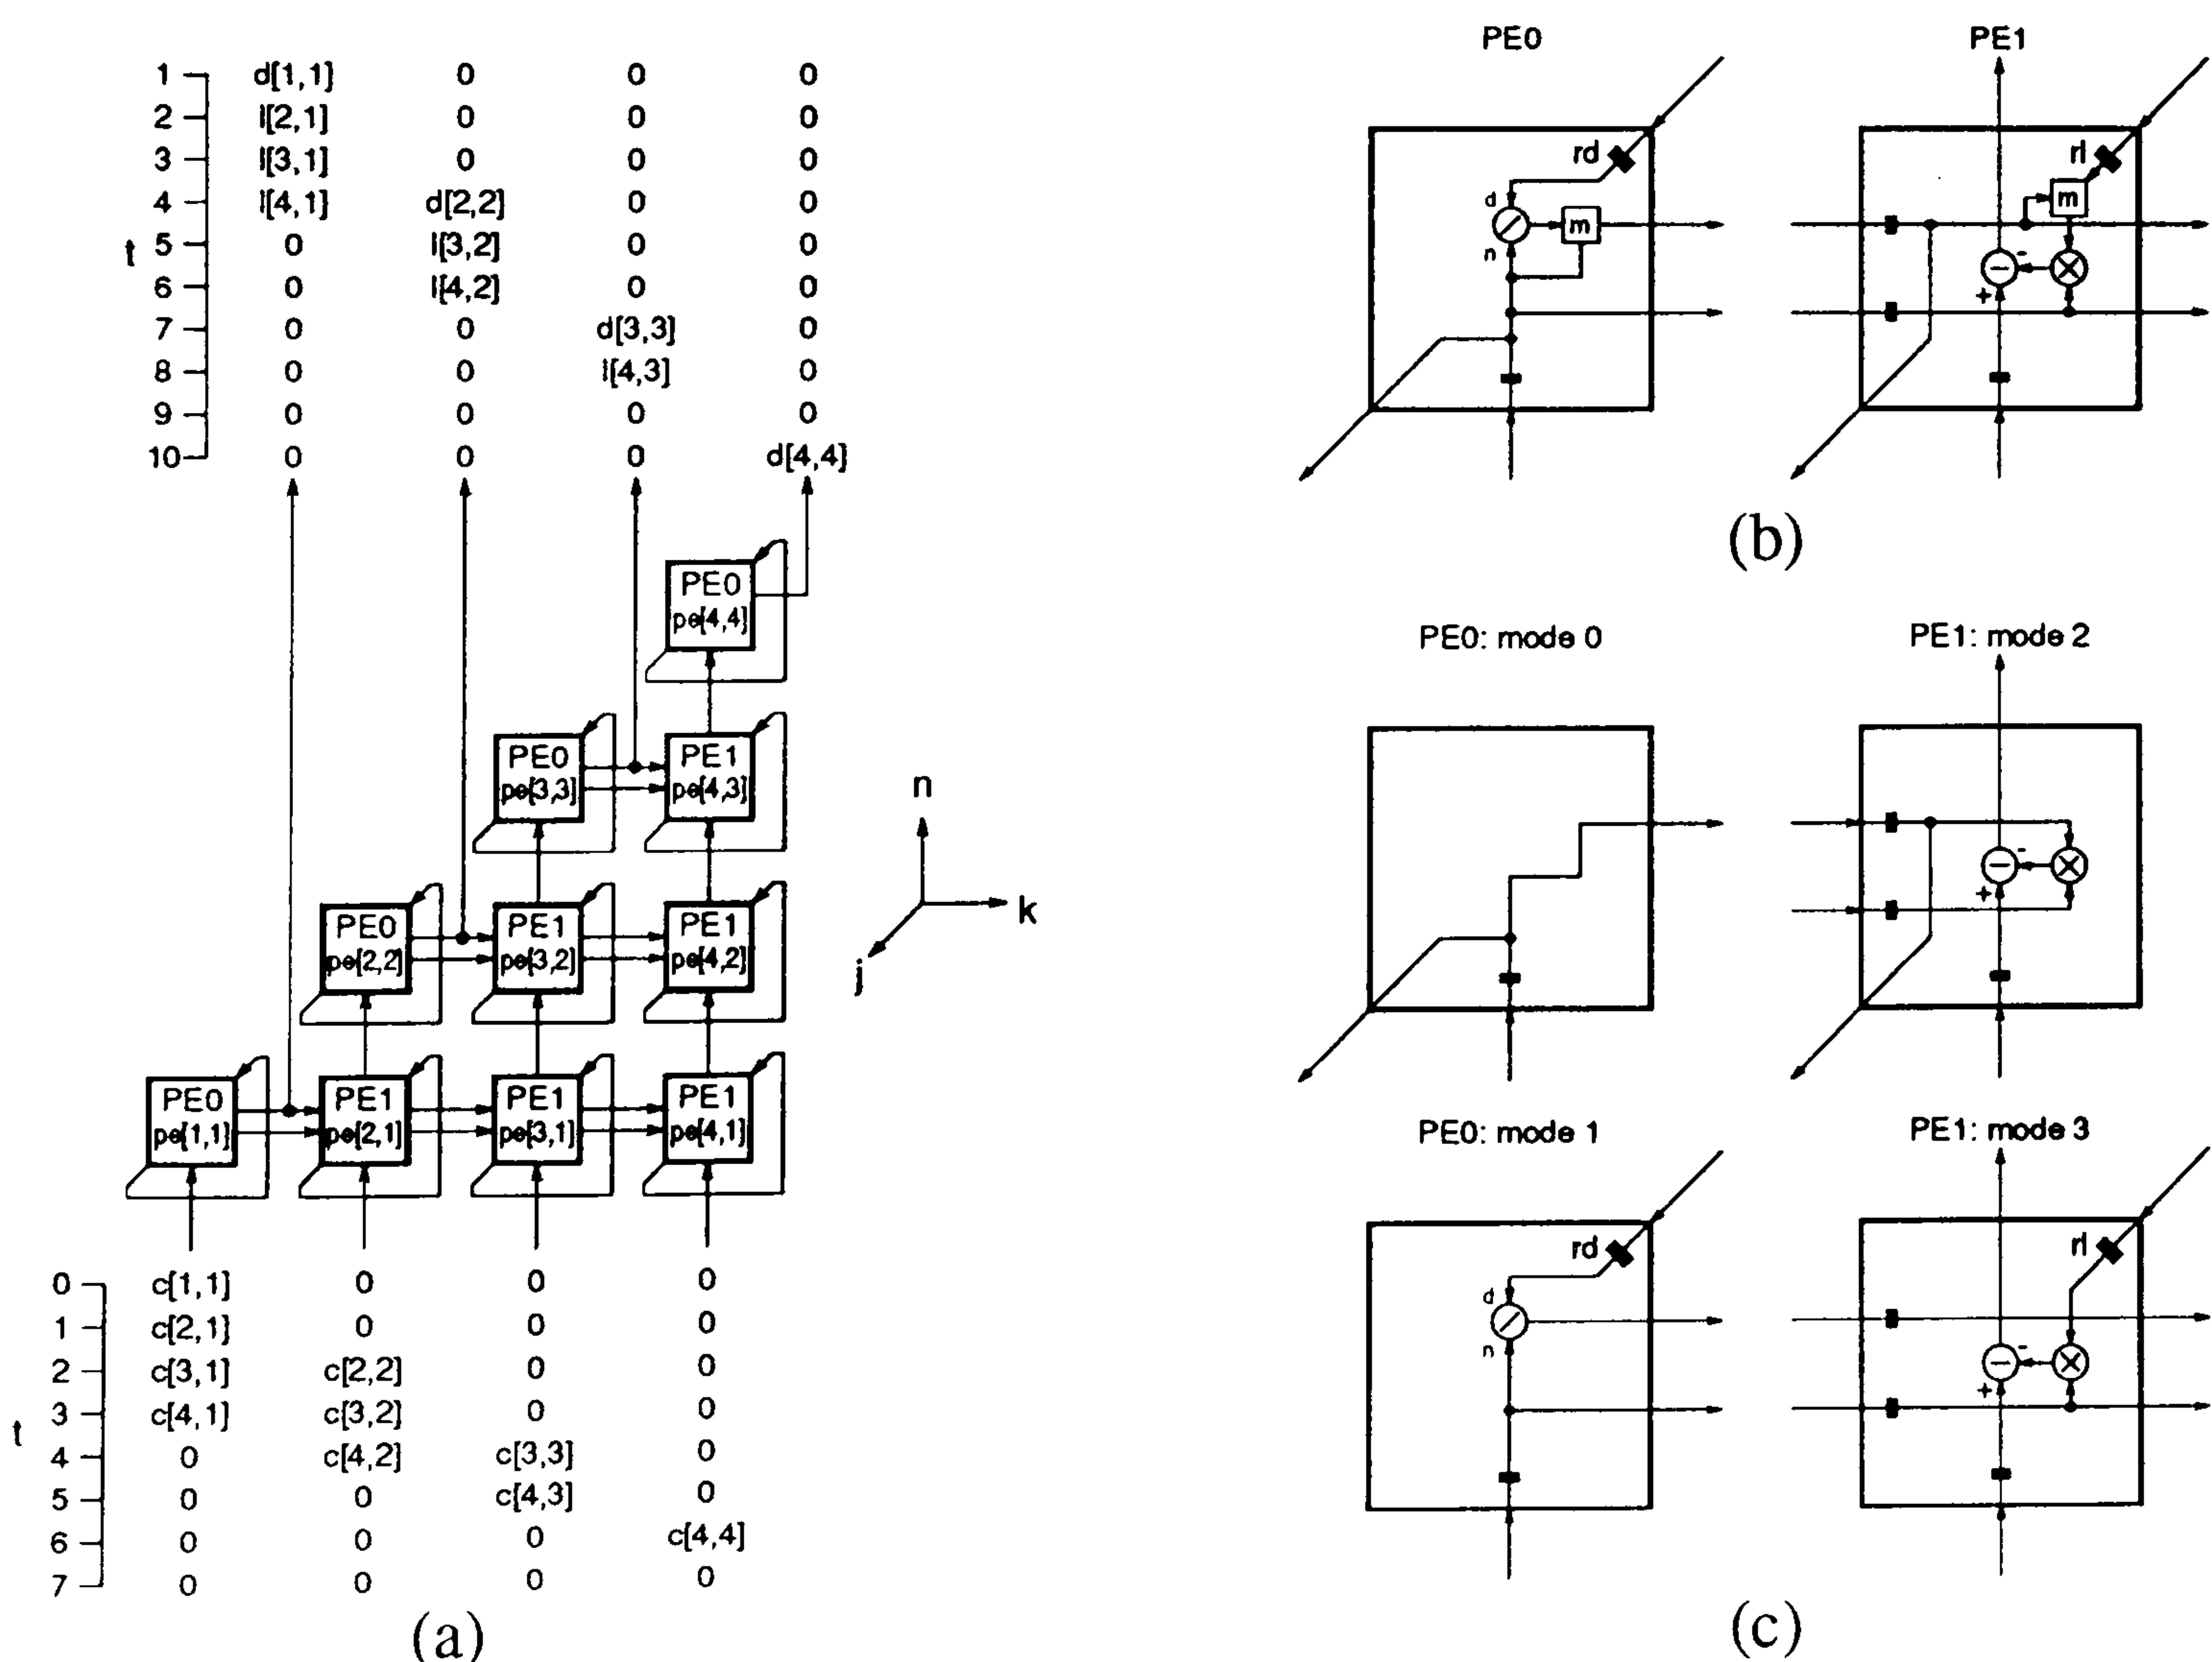 1 d[1,1] 0 0 0
2 l[2,1] 0 0 0
3 l[3,1] 0 0 0
4 l[4,1] d[2,2] 0 0
t
5 0 l[3,2] 0 0
6 0 l[4,2] 0 0
7 0 0 d[3,3] 0
8 0 0 l[4,3] 0
9 0 0 0 0
10 0 0 0 d[4,4]
PE0
pe[4,4]
PE0 PE1
pe[3,3] pe[4,3]
PE0 PE1 PE1
pe[2,2] pe[3,2] pe[4,2]
PE0 PE1 PE1 PE1
pe[1,1] pe[2,1] pe[3,1] pe[4,1]
n
k
j
0 c[1,1] 0 0 0
1 c[2,1] 0 0 0
2 c[3,1] c[2,2] 0 0
3 c[4,1] c[3,2] 0 0
t
4 0 c[4,2] c[3,3] 0
5 0 0 c[4,3] 0
6 0 0 0 c[4,4]
7 0 0 0 0
(a)
PE0
rd
d
m
n
PE1
rl
m
-
+
(b)
PE0: mode 0
PE1: mode 2
-
+
PE0: mode 1
rd
d
n
PE1: mode 3
rl
-
+
(c)